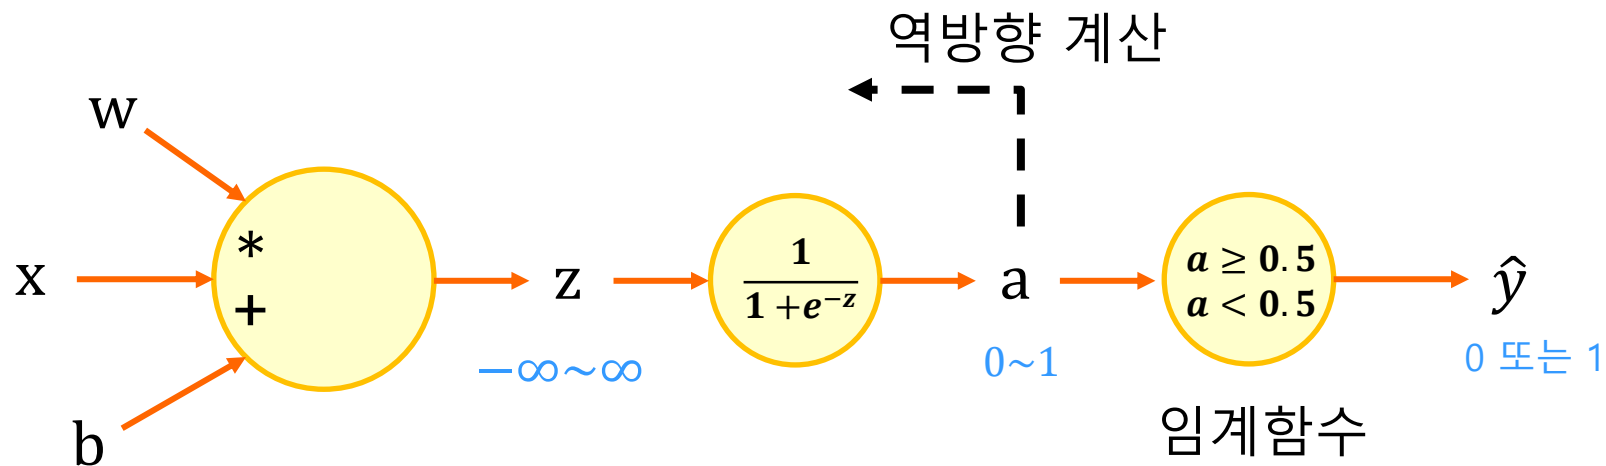 역방향 계산
w
x
b
*
+
z
−∞~∞
1
1 +e^{−z}
a
0~1
a ≥ 0.5
a < 0.5
임계함수
ŷ
0 또는 1